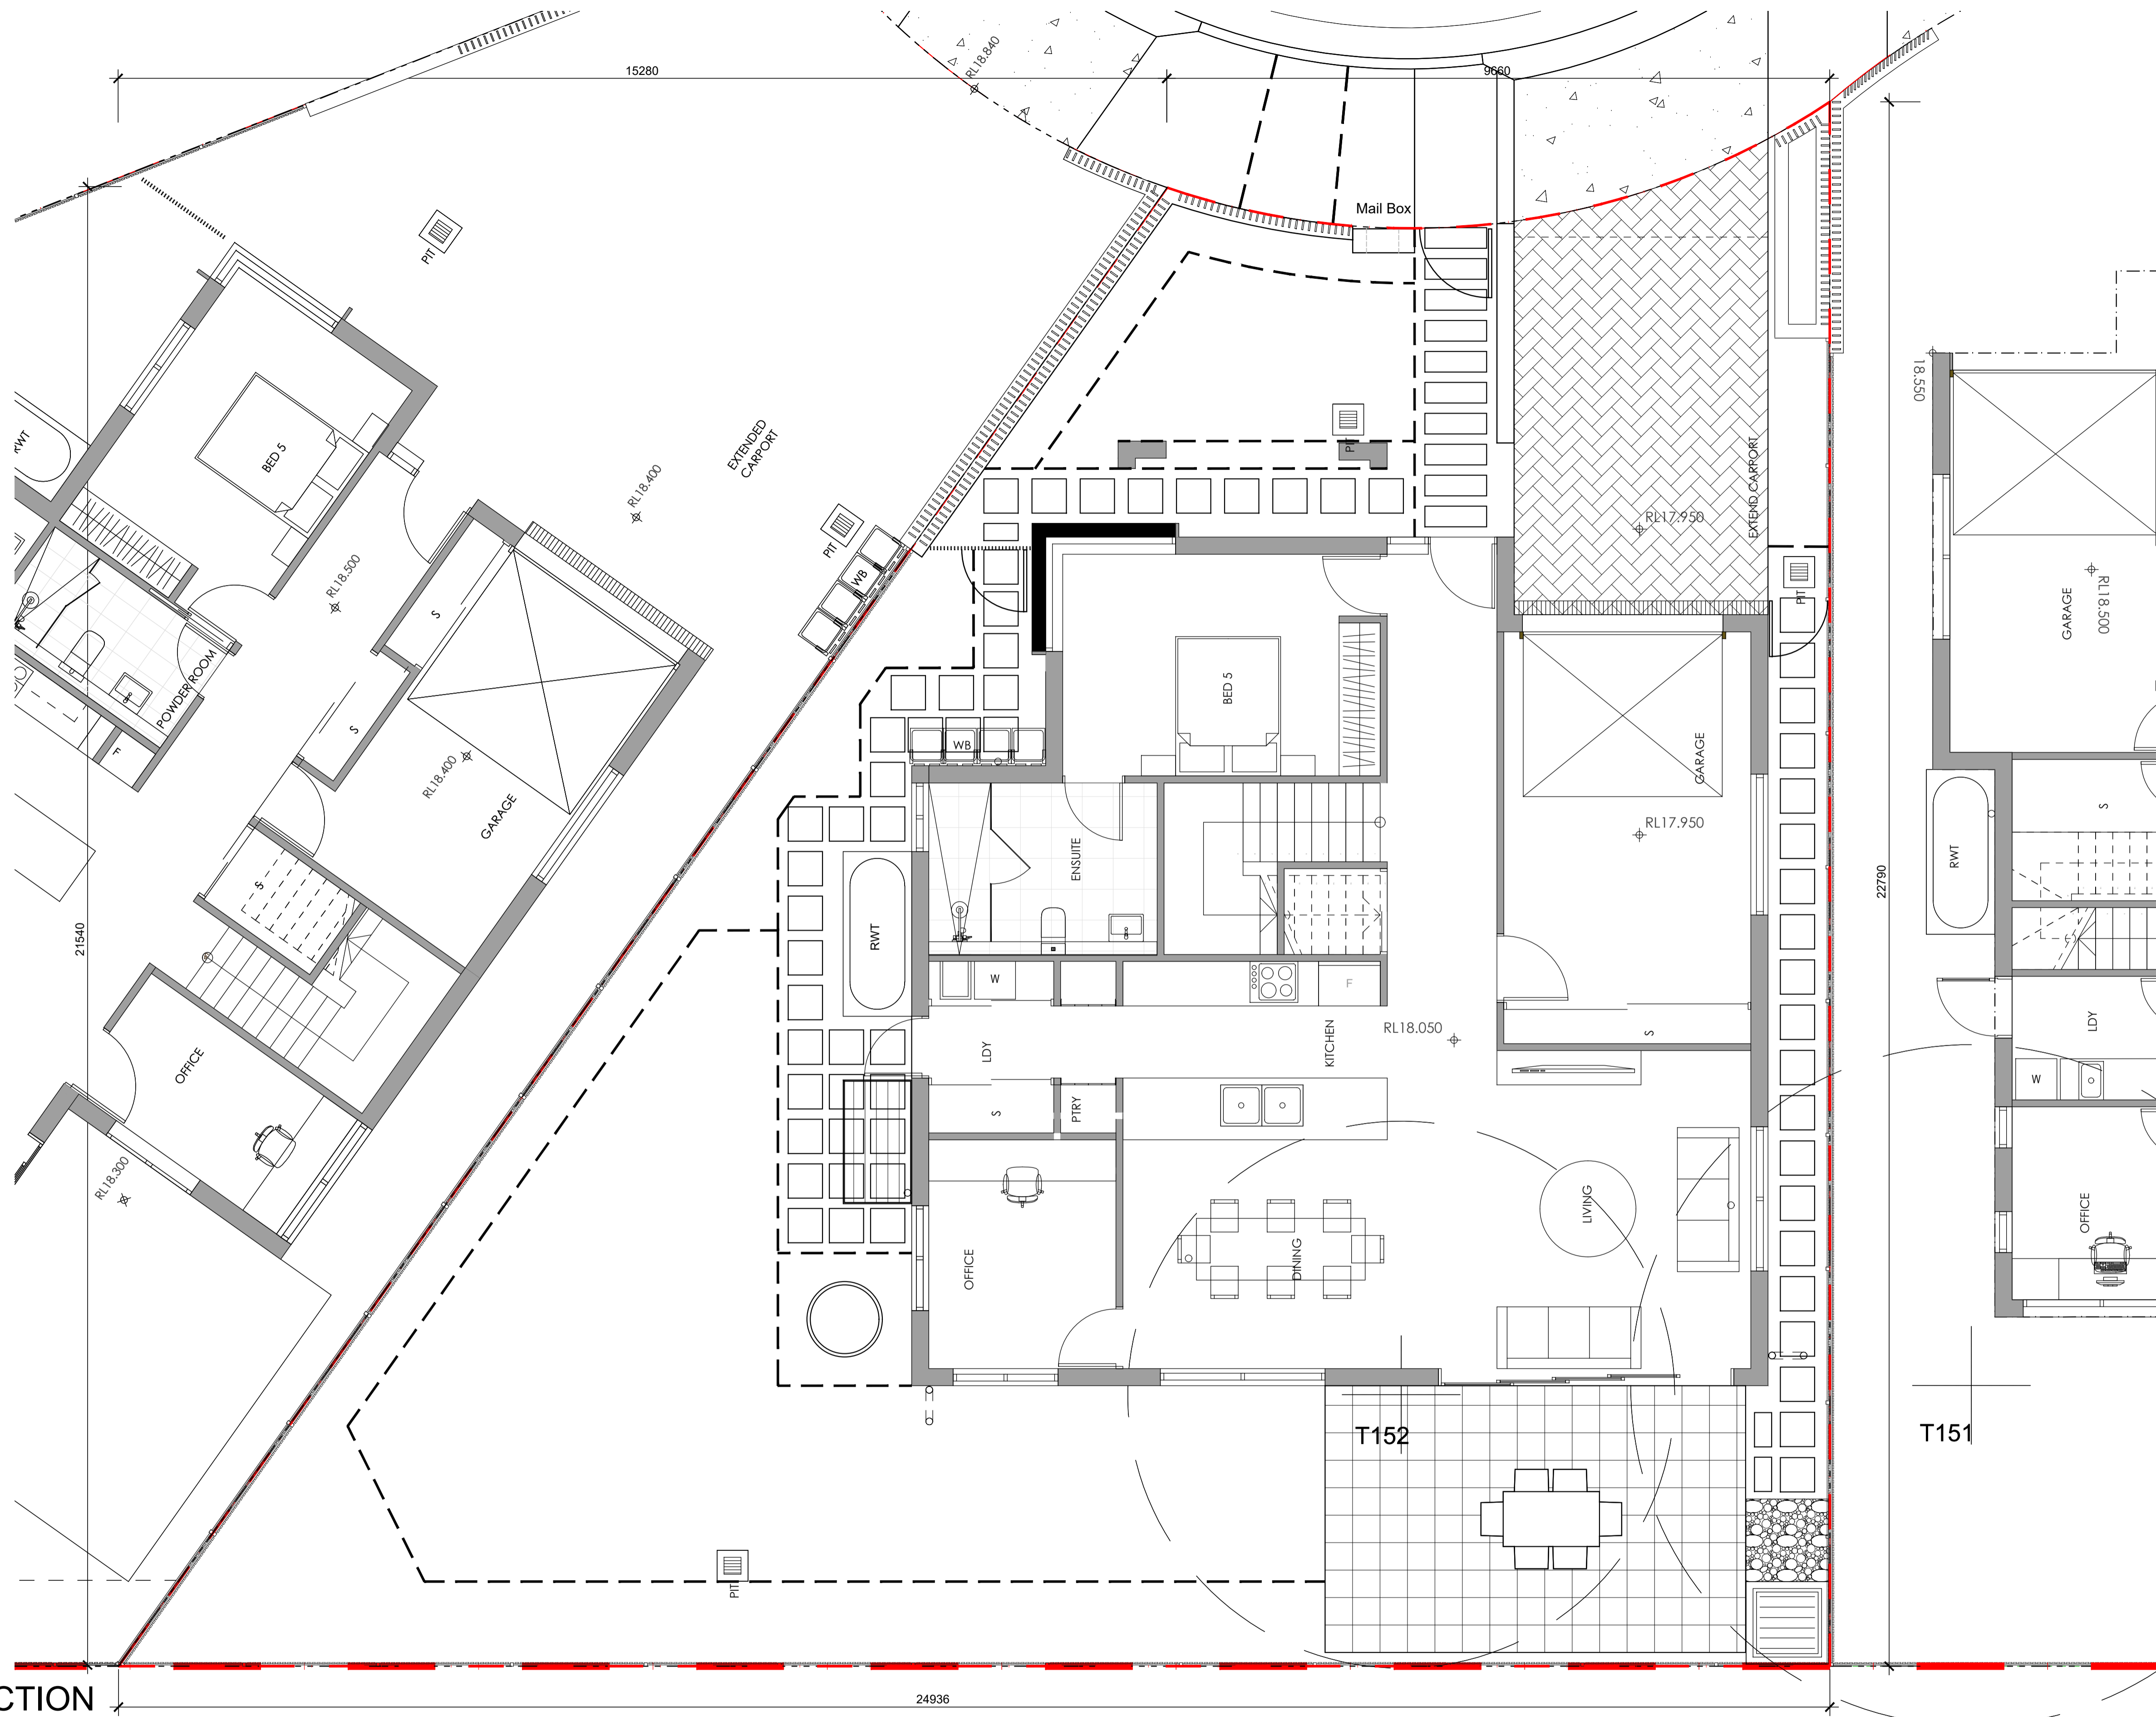 15280
9660
RL18.840
Mail Box
PIT
RWT
BED 5
EXTENDED
CARPORT
RL18.400
PIT
18.550
PIT
EXTEND CARPORT
RL17.950
RL18.500
S
WB
PIT
GARAGE
RL18.500
POWDER ROOM
S
F
BED 5
WB
GARAGE
RL18.400
GARAGE
RL17.950
S
ENSUITE
RWT
RWT
S
22790
21540
W
F
OFFICE
LDY
KITCHEN
RL18.050
S
LDY
W
S
PTRY
RL18.300
OFFICE
DINING
LIVING
OFFICE
T152
T151
PIT
CTION
24936